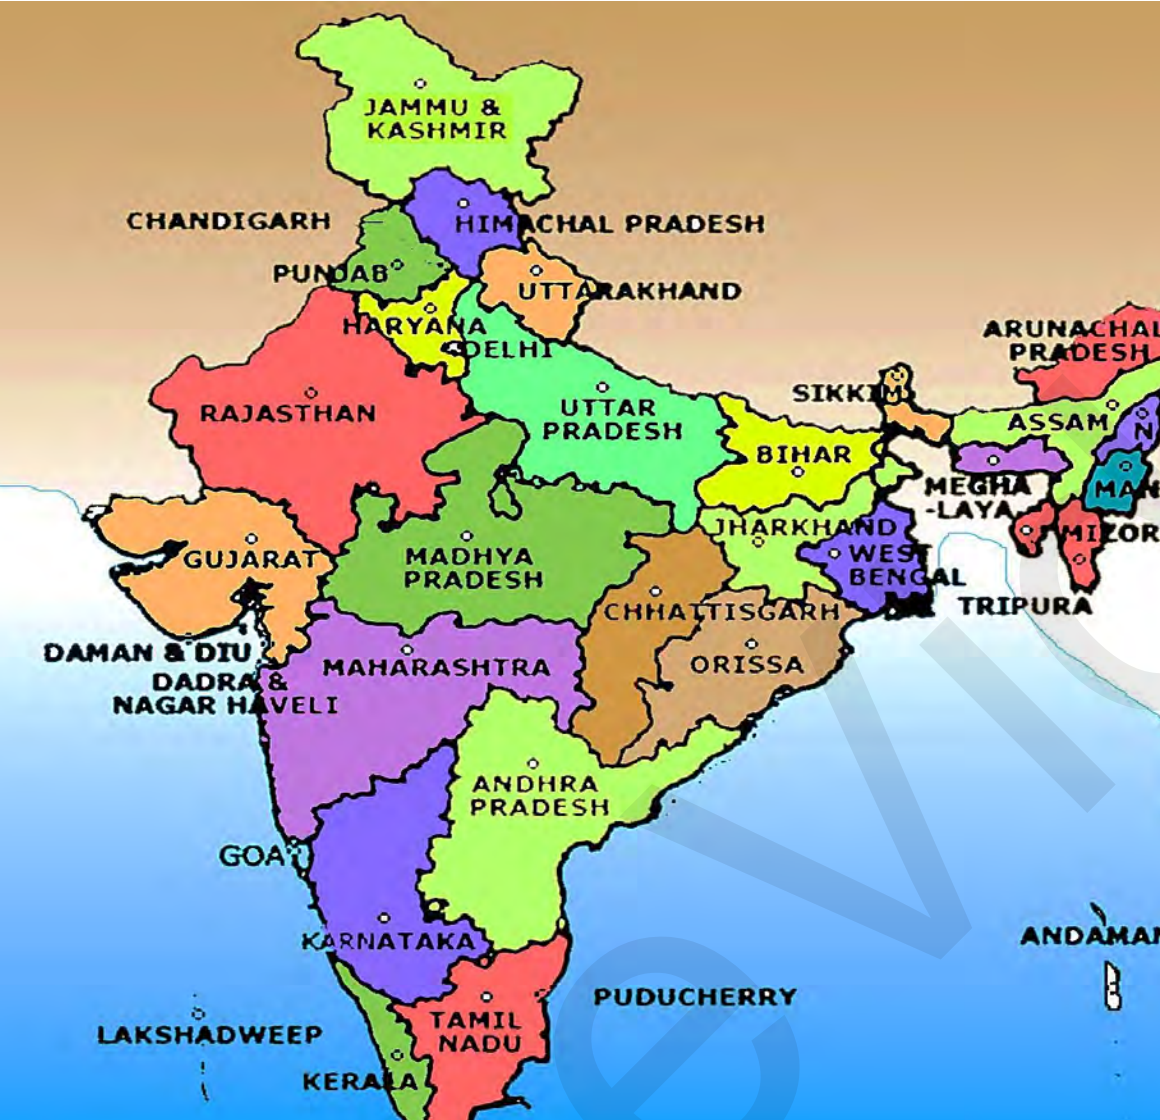 JAMMU &
KASHMIR
CHANDIGARH
HIMACHAL PRADESH
PUNJAB
UTTARAKHAND
HARYANA
DELHI
ARUNACHAL
PRADESH
SIKKIM
RAJASTHAN
UTTAR
PRADESH
ASSAM
N
BIHAR
MEGHA
-LAYA
MAN
JHARKHAND
MIZOR
GUJARAT
MADHYA
PRADESH
WEST
BENGAL
CHHATTISGARH
TRIPURA
DAMAN & DIU
DADRA &
NAGAR HAVELI
MAHARASHTRA
ORISSA
ANDHRA
PRADESH
GOA
KARNATAKA
ANDAMAN
PUDUCHERRY
LAKSHADWEEP
TAMIL
NADU
KERALA